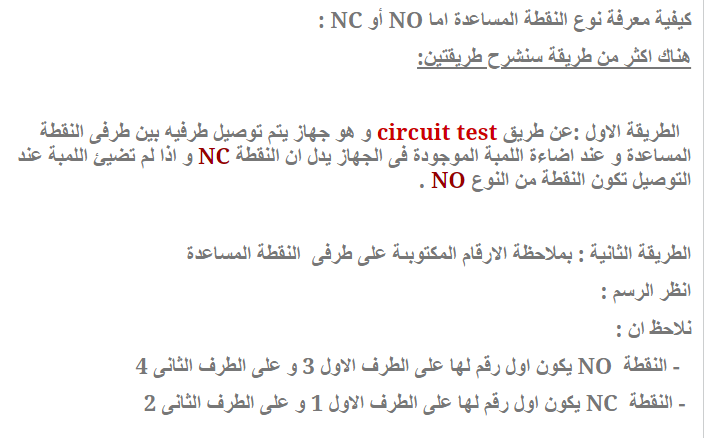 كيفية معرفة نوع النقطة المساعدة اما NO أو NC :
هناك اكثر من طريقة سنشرح طريقتين:
الطريقة الاول :عن طريق circuit test و هو جهاز يتم توصيل طرفيه بين طرفى النقطة
المساعدة و عند اضاءة اللمبة الموجودة فى الجهاز يدل ان النقطة NC و اذا لم تضيئ اللمبة عند
التوصيل تكون النقطة من النوع NO .
الطريقة الثانية : بملاحظة الارقام المكتوبىة على طرفى النقطة المساعدة
انظر الرسم :
نلاحظ ان :
- النقطة NO يكون اول رقم لها على الطرف الاول 3 و على الطرف الثانى 4
- النقطة NC يكون اول رقم لها على الطرف الاول 1 و على الطرف الثانى 2